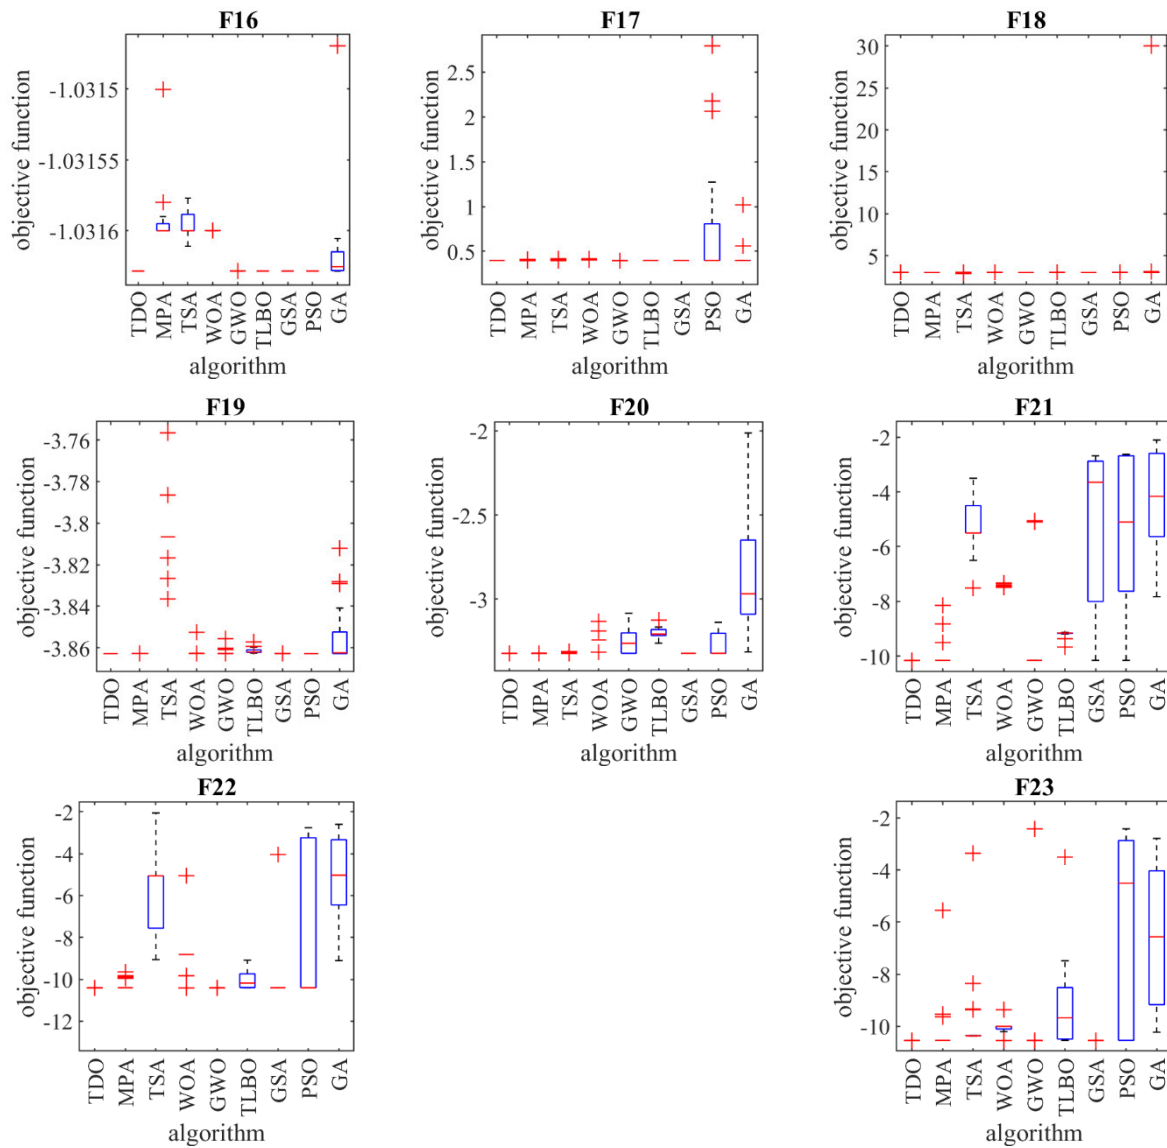 F16
objective function
-1.0315
-1.03155
-1.0316
TDO
MPA
TSA
WOA
GWO
TLBO
GSA
PSO
GA
algorithm
F17
objective function
2.5
2
1.5
1
0.5
TDO
MPA
TSA
WOA
GWO
TLBO
GSA
PSO
GA
algorithm
F18
objective function
30
25
20
15
10
5
TDO
MPA
TSA
WOA
GWO
TLBO
GSA
PSO
GA
algorithm
F19
objective function
-3.76
-3.78
-3.8
-3.82
-3.84
-3.86
TDO
MPA
TSA
WOA
GWO
TLBO
GSA
PSO
GA
algorithm
F20
objective function
-2
-2.5
-3
TDO
MPA
TSA
WOA
GWO
TLBO
GSA
PSO
GA
algorithm
F21
objective function
-2
-4
-6
-8
-10
TDO
MPA
TSA
WOA
GWO
TLBO
GSA
PSO
GA
algorithm
F22
objective function
-2
-4
-6
-8
-10
-12
TDO
MPA
TSA
WOA
GWO
TLBO
GSA
PSO
GA
algorithm
F23
objective function
-2
-4
-6
-8
-10
TDO
MPA
TSA
WOA
GWO
TLBO
GSA
PSO
GA
algorithm